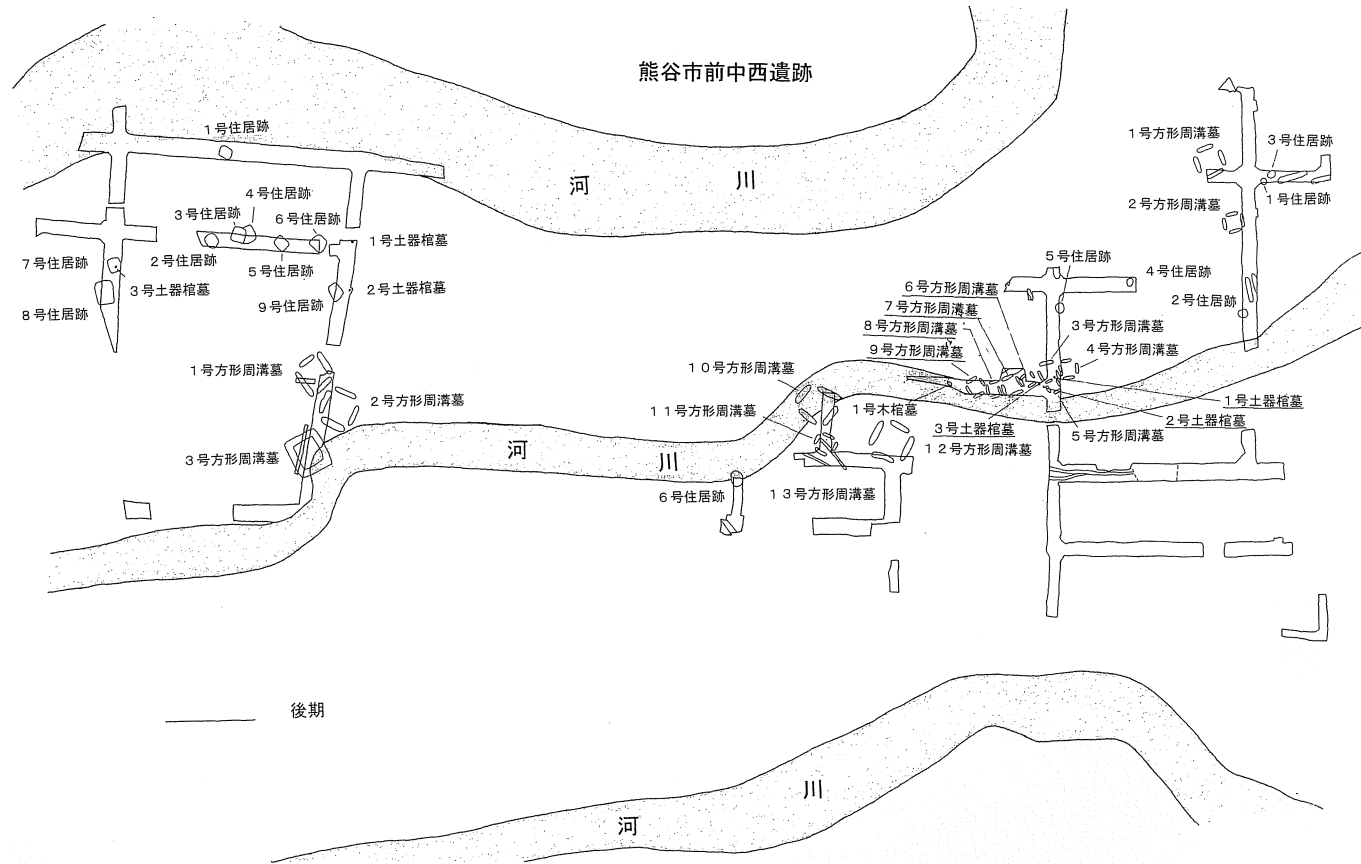 熊谷市前中西遺跡
河　川
1号住居跡
4号住居跡
3号住居跡
6号住居跡
2号住居跡
5号住居跡
1号土器棺墓
7号住居跡
3号土器棺墓
9号住居跡
2号土器棺墓
8号住居跡
1号方形周溝墓
2号方形周溝墓
3号方形周溝墓
河　川
6号住居跡
10号方形周溝墓
11号方形周溝墓
13号方形周溝墓
1号方形周溝墓
3号住居跡
1号住居跡
2号方形周溝墓
5号住居跡
4号住居跡
2号住居跡
6号方形周溝墓
7号方形周溝墓
8号方形周溝墓
9号方形周溝墓
3号方形周溝墓
4号方形周溝墓
1号木棺墓
1号土器棺墓
3号土器棺墓
2号土器棺墓
12号方形周溝墓
5号方形周溝墓
後期
河　川